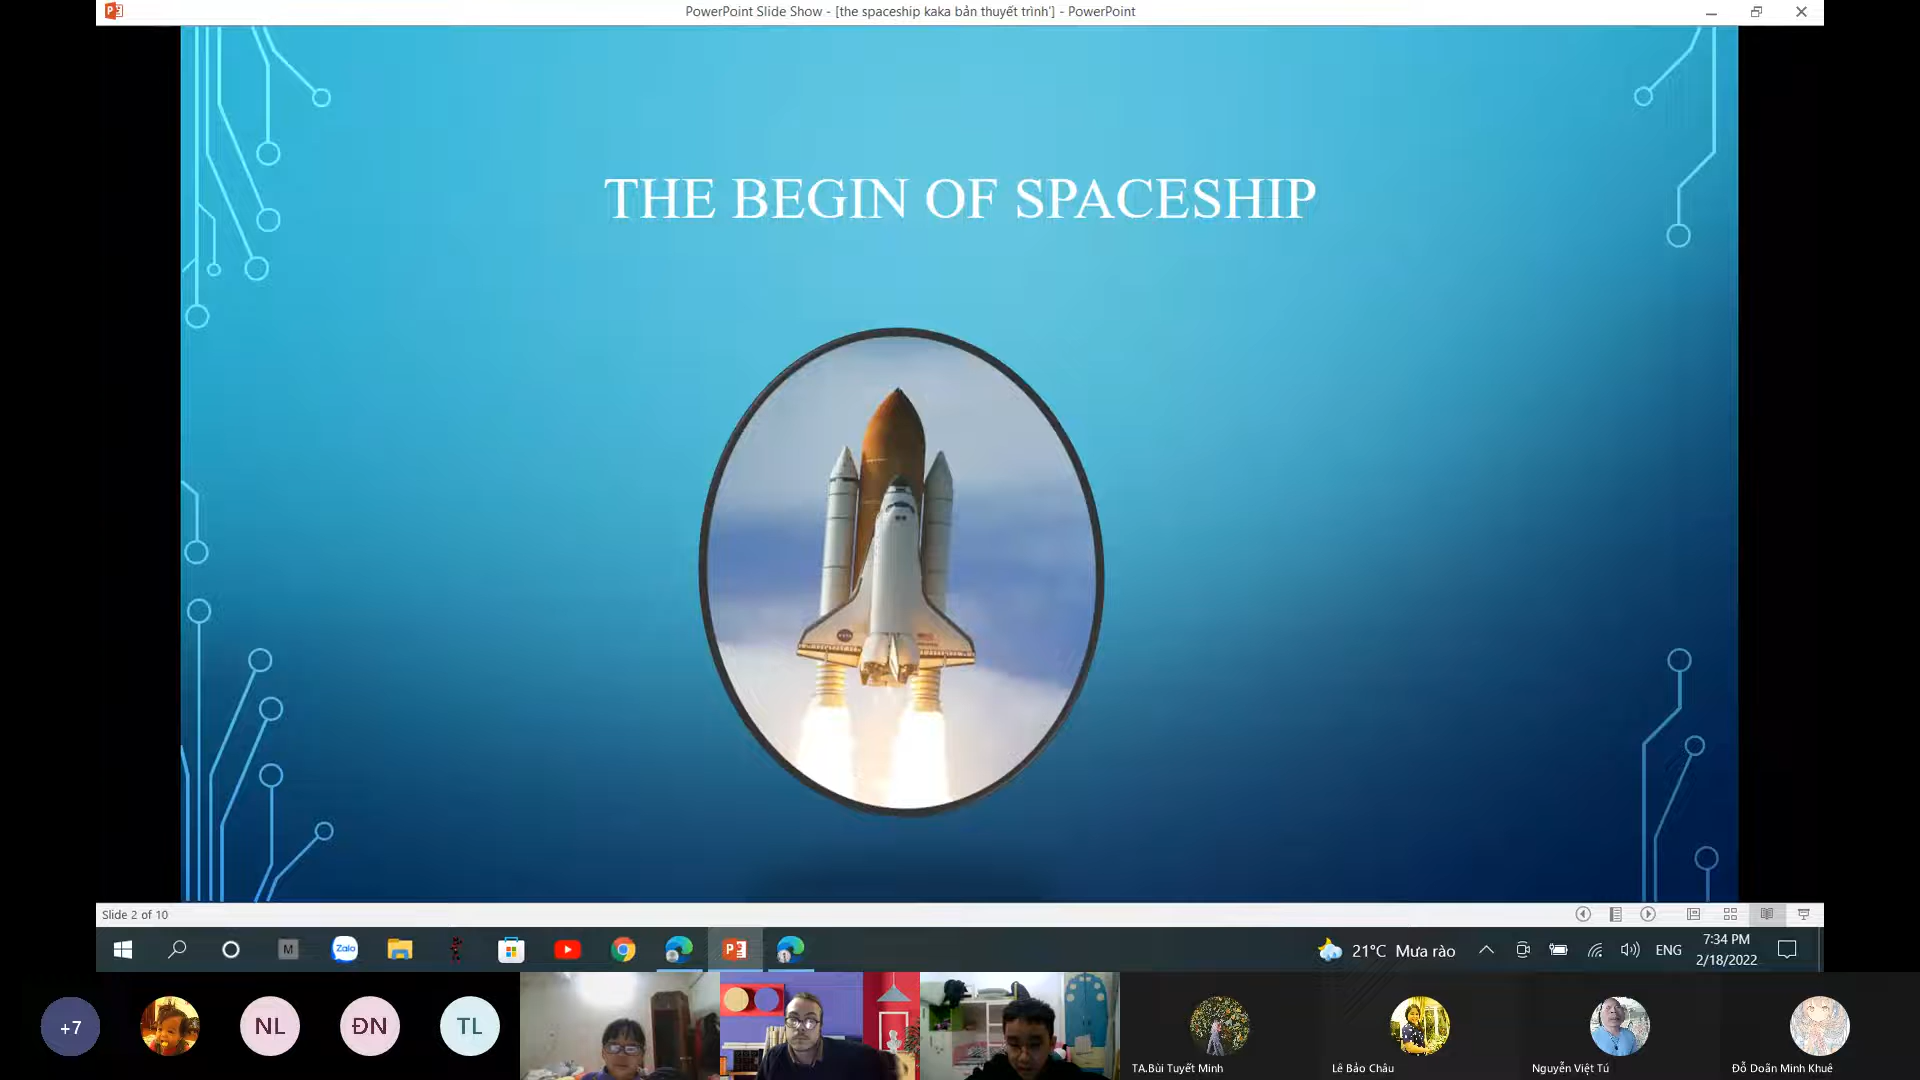 PowerPoint Slide Show - [the spaceship kaka bản thuyết trình'] - PowerPoint
THE BEGIN OF SPACESHIP
Slide 2 of 10
M
Zalo
21°C Mưa rào
ENG
7:34 PM
2/18/2022
+7
NL
ĐN
TL
TA.Bùi Tuyết Minh
Lê Bảo Châu
Nguyễn Việt Tú
Đỗ Doãn Minh Khuê